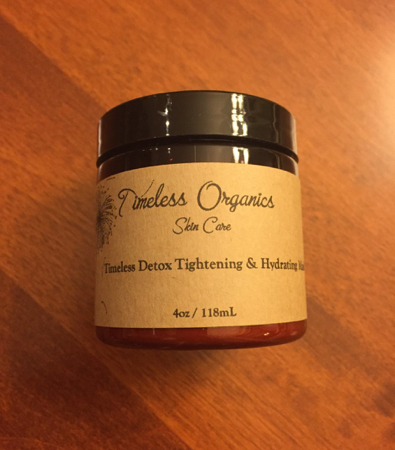 Timeless Organics
Skin Care
Timeless Detox Tightening & Hydrating
4oz / 118mL